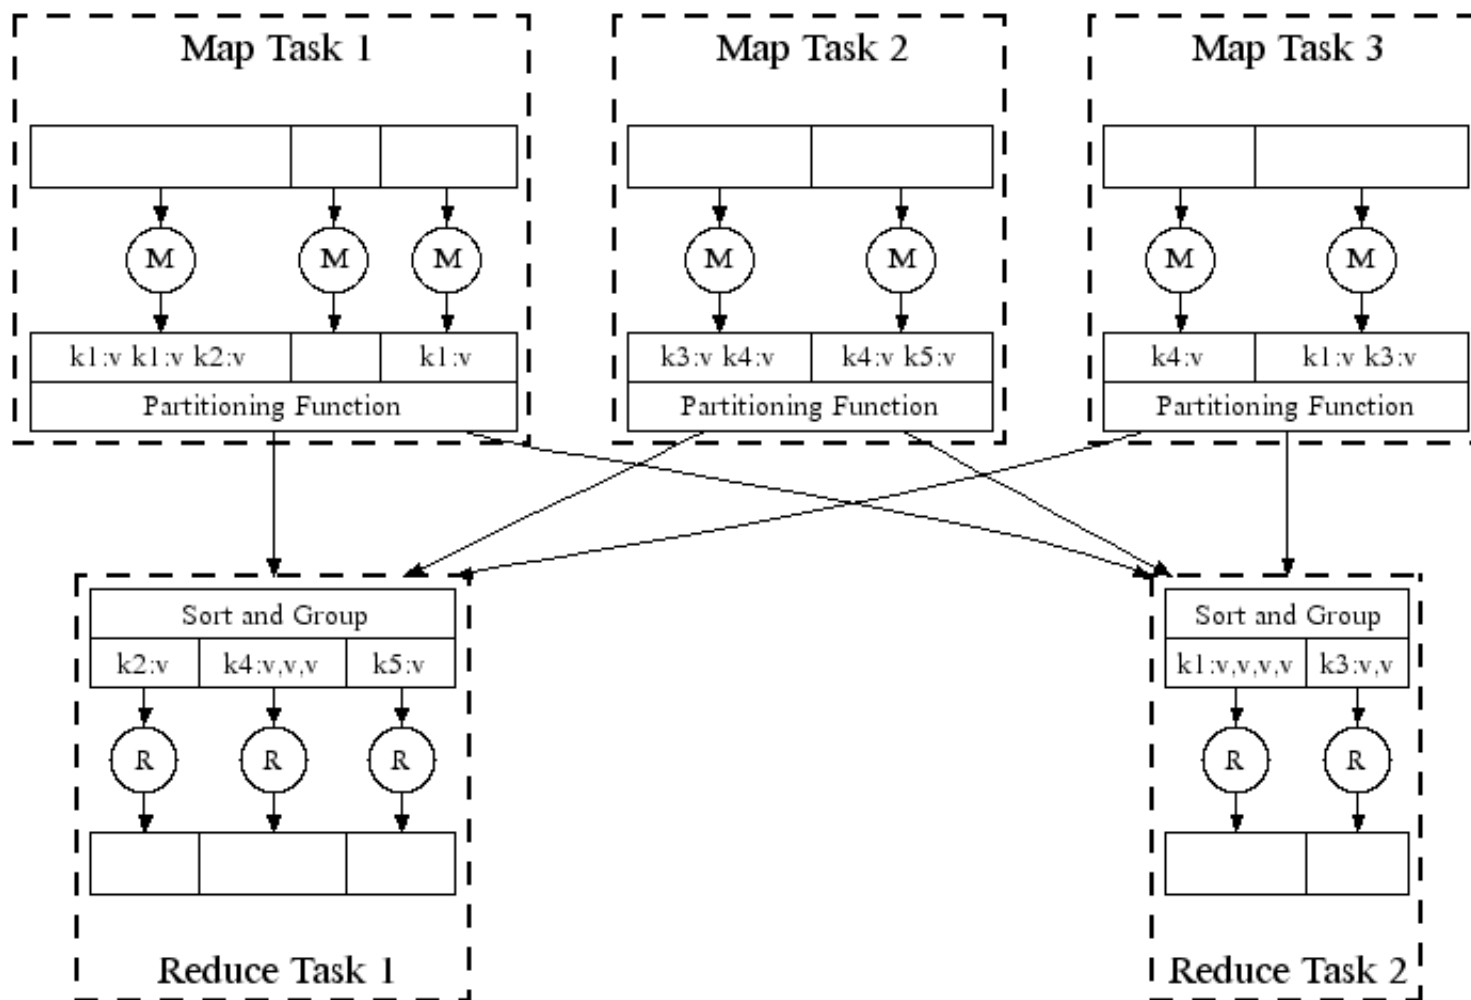 Map Task 1
Map Task 2
Map Task 3
M
M
M
M
M
M
M
k1:v k1:v k2:v
k1:v
k3:v k4:v
k4:v k5:v
k4:v
k1:v k3:v
Partitioning Function
Partitioning Function
Partitioning Function
Sort and Group
k2:v
k4:v,v,v
k5:v
R
R
R
Reduce Task 1
Sort and Group
k1:v,v,v,v
k3:v,v
R
R
Reduce Task 2